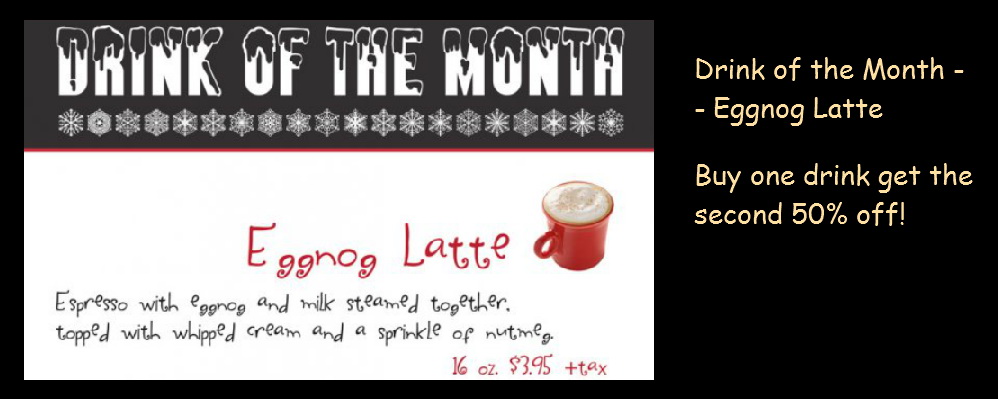 DRINK OF THE MONTH
Eggnog Latte
Espresso with eggnog and milk steamed together,
topped with whipped cream and a sprinkle of nutmeg.
16 oz. $3.95 +tax
Drink of the Month -
- Eggnog Latte
Buy one drink get the
second 50% off!